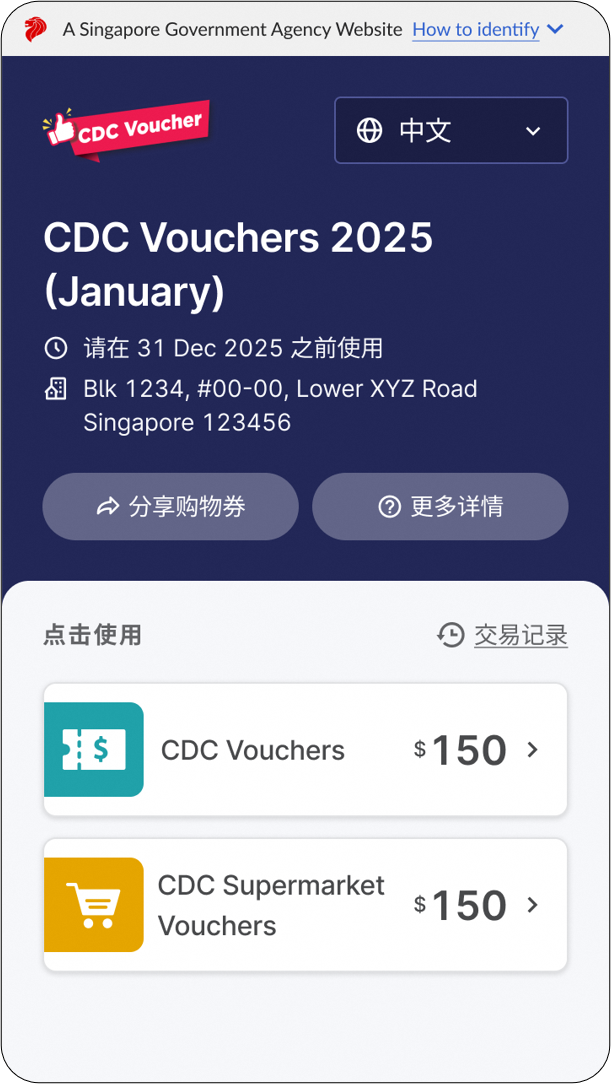 A Singapore Government Agency Website How to identify
CDC Voucher
中文
CDC Vouchers 2025
(January)
请在 31 Dec 2025 之前使用
Blk 1234, #00-00, Lower XYZ Road
Singapore 123456
分享购物券
更多详情
点击使用
交易记录
CDC Vouchers
$150
CDC Supermarket
Vouchers
$150